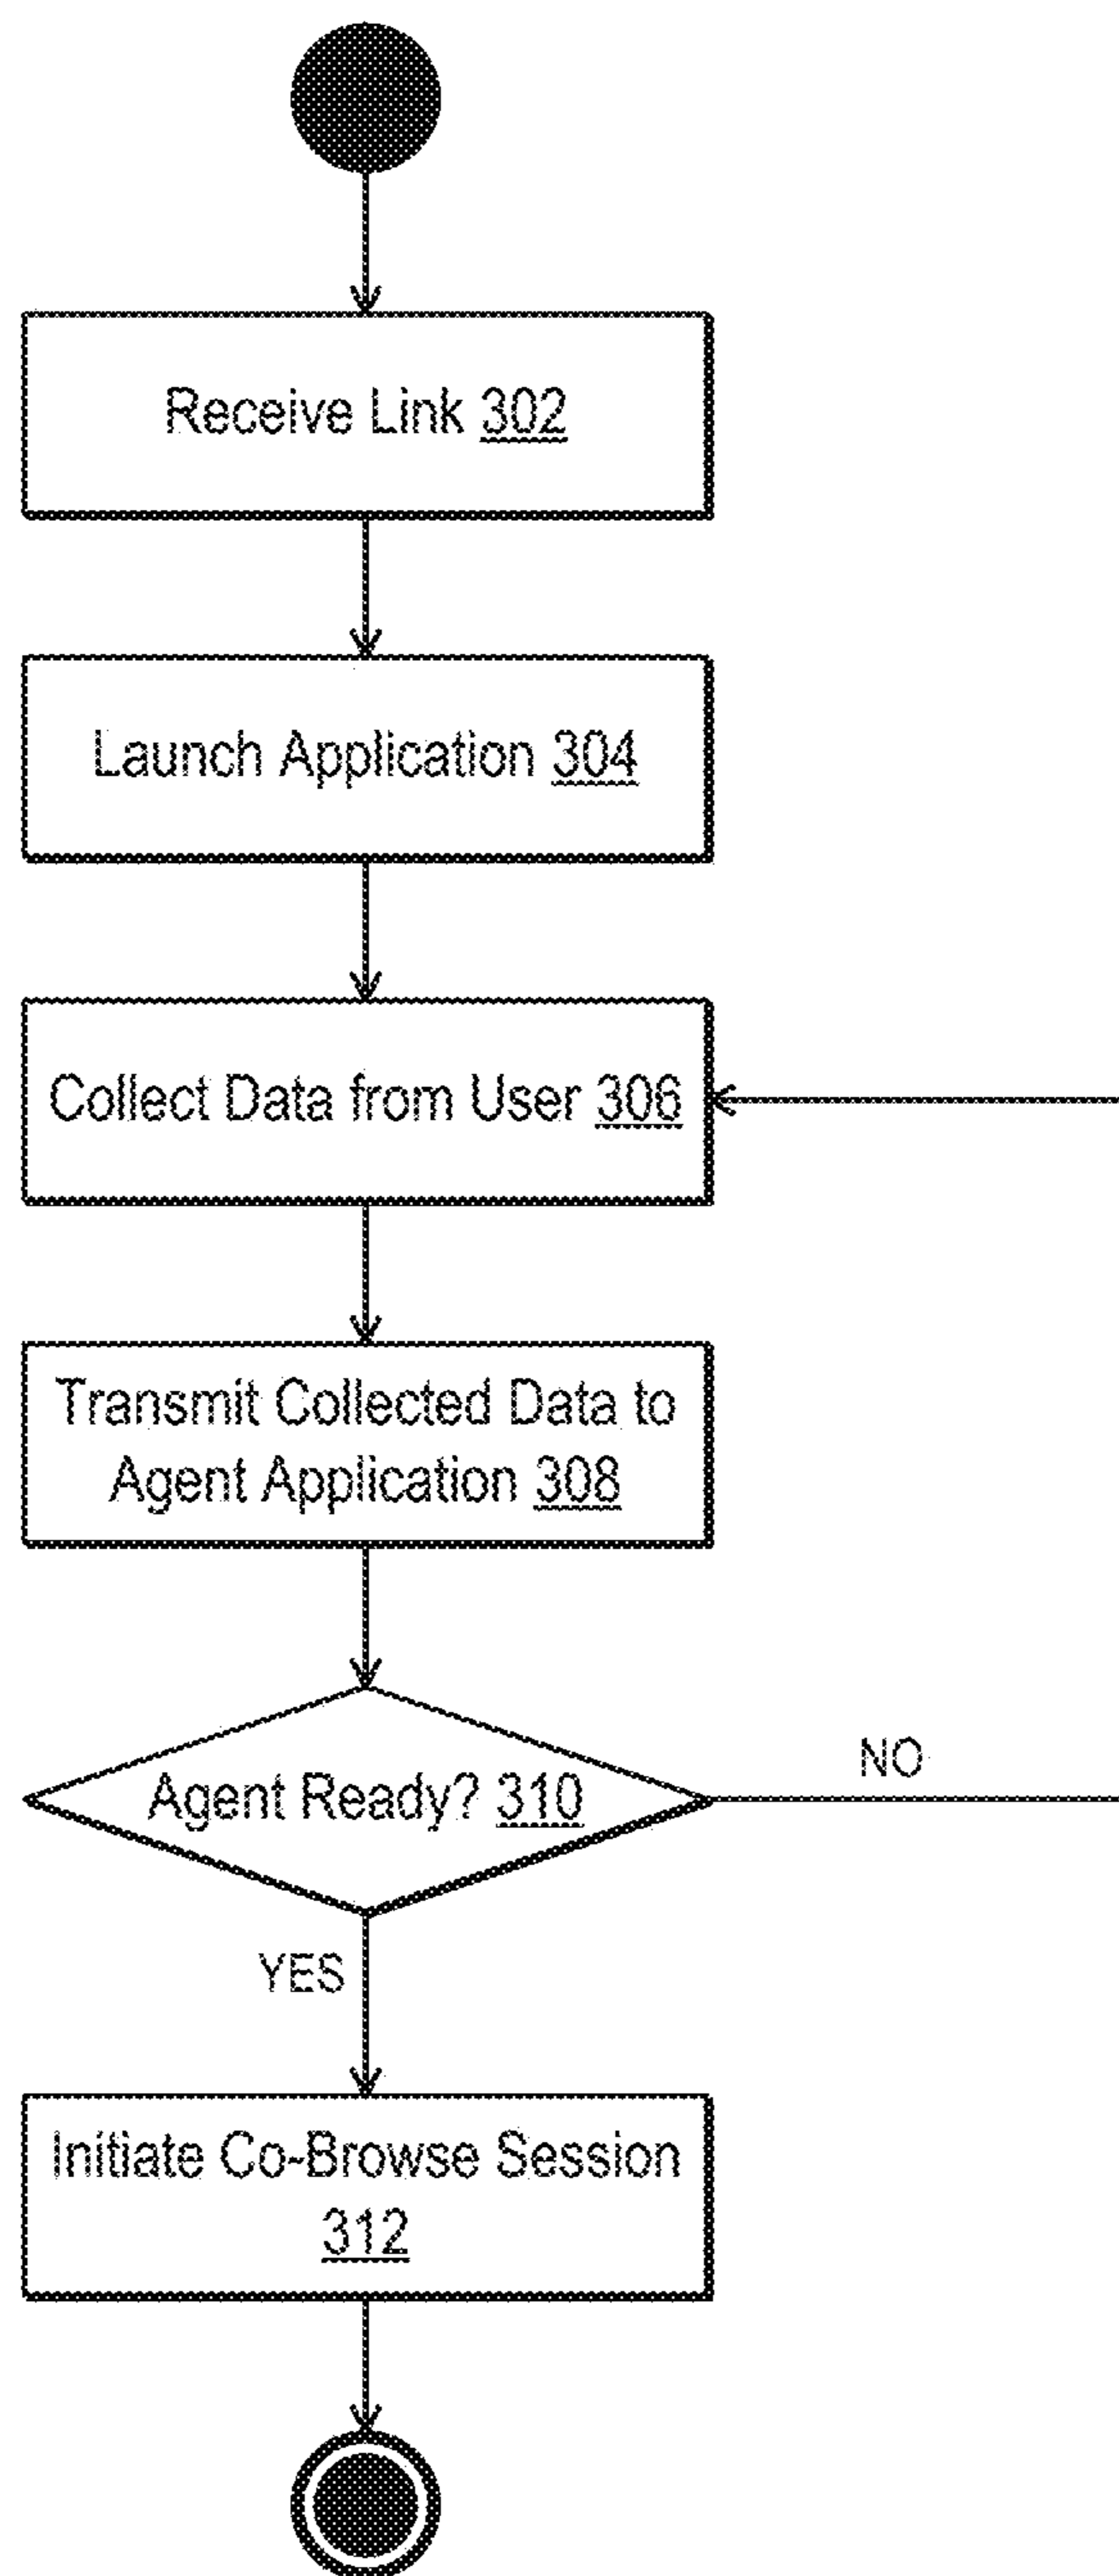 Receive Link 302
Launch Application 304
Collect Data from User 306
Transmit Collected Data to
Agent Application 308
Agent Ready? 310
NO
YES
Initiate Co-Browse Session
312